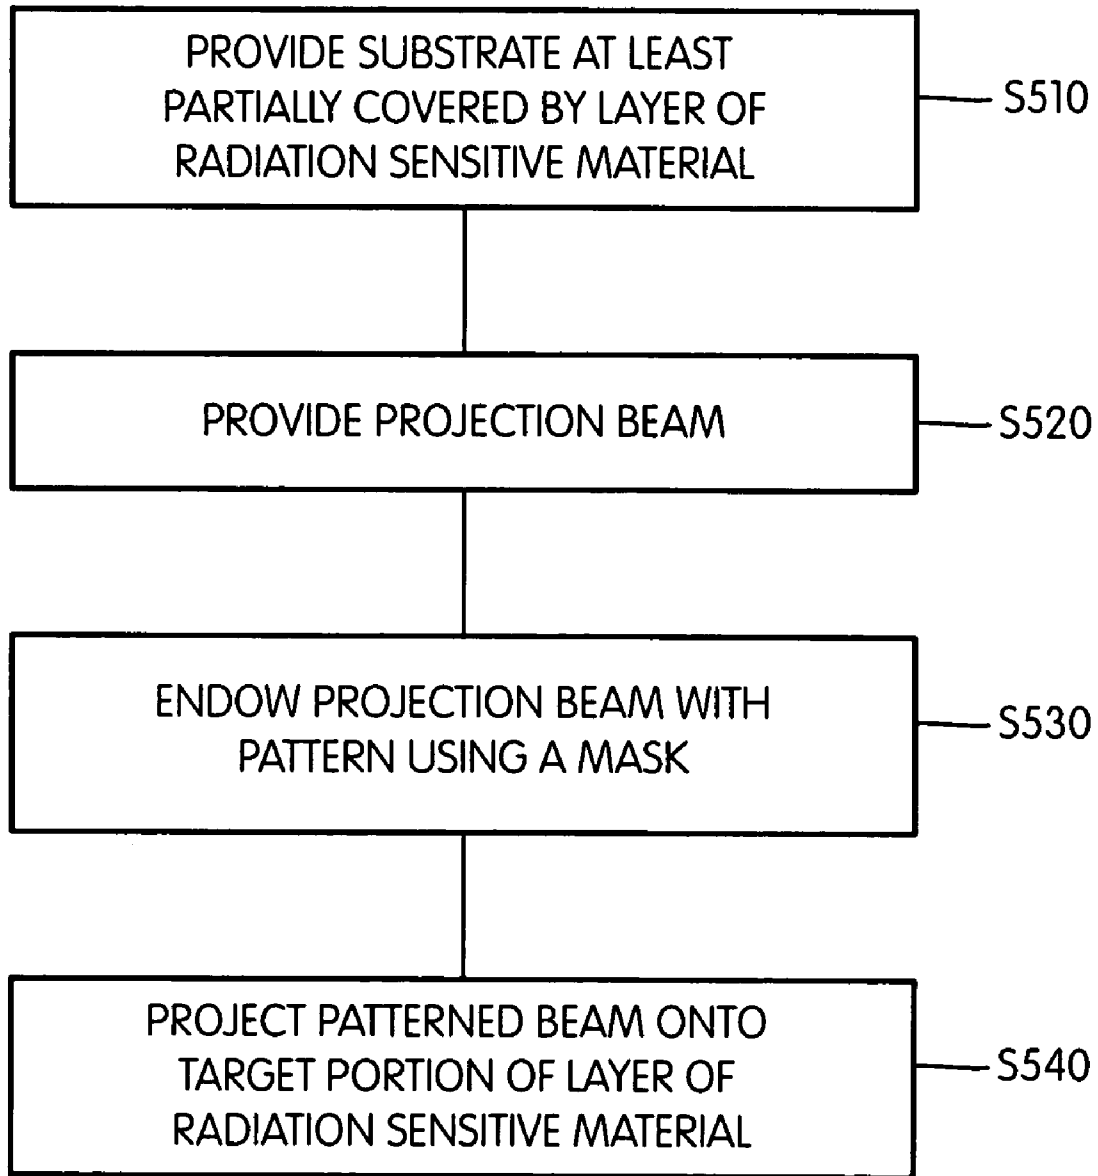 PROVIDE SUBSTRATE AT LEAST
PARTIALLY COVERED BY LAYER OF
RADIATION SENSITIVE MATERIAL
S510
PROVIDE PROJECTION BEAM
S520
ENDOW PROJECTION BEAM WITH
PATTERN USING A MASK
S530
PROJECT PATTERNED BEAM ONTO
TARGET PORTION OF LAYER OF
RADIATION SENSITIVE MATERIAL
S540